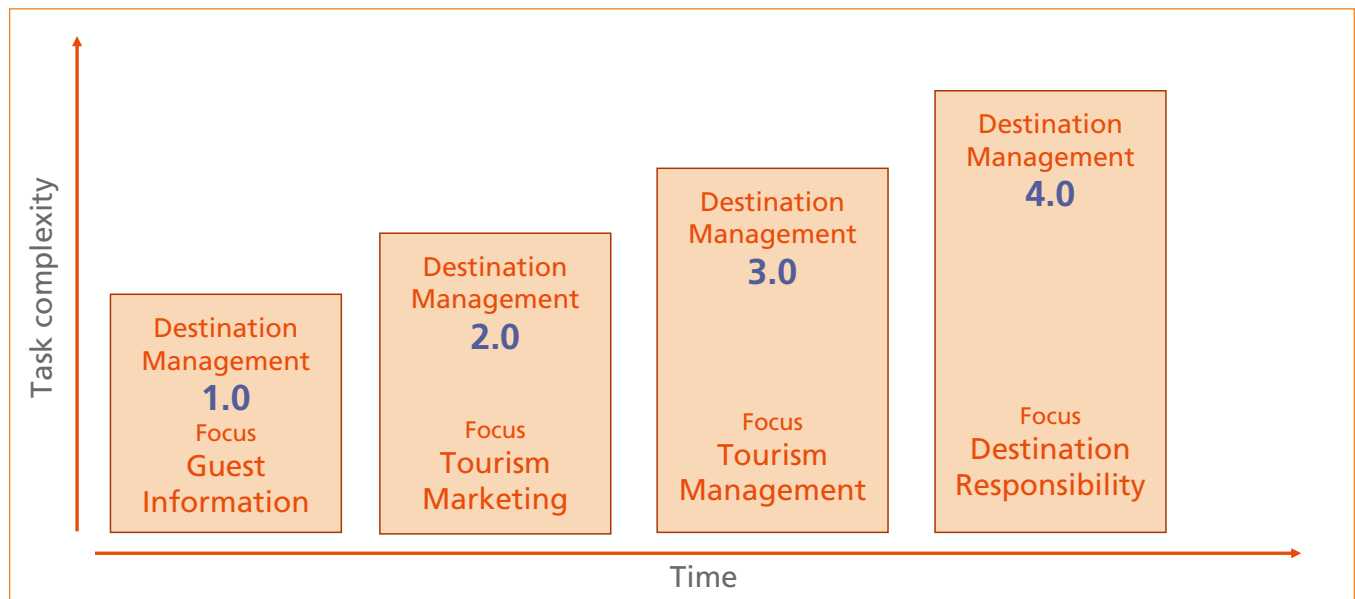 Task complexity
Destination
Management
1.0
Focus
Guest
Information
Destination
Management
2.0
Focus
Tourism
Marketing
Destination
Management
3.0
Focus
Tourism
Management
Destination
Management
4.0
Focus
Destination
Responsibility
Time